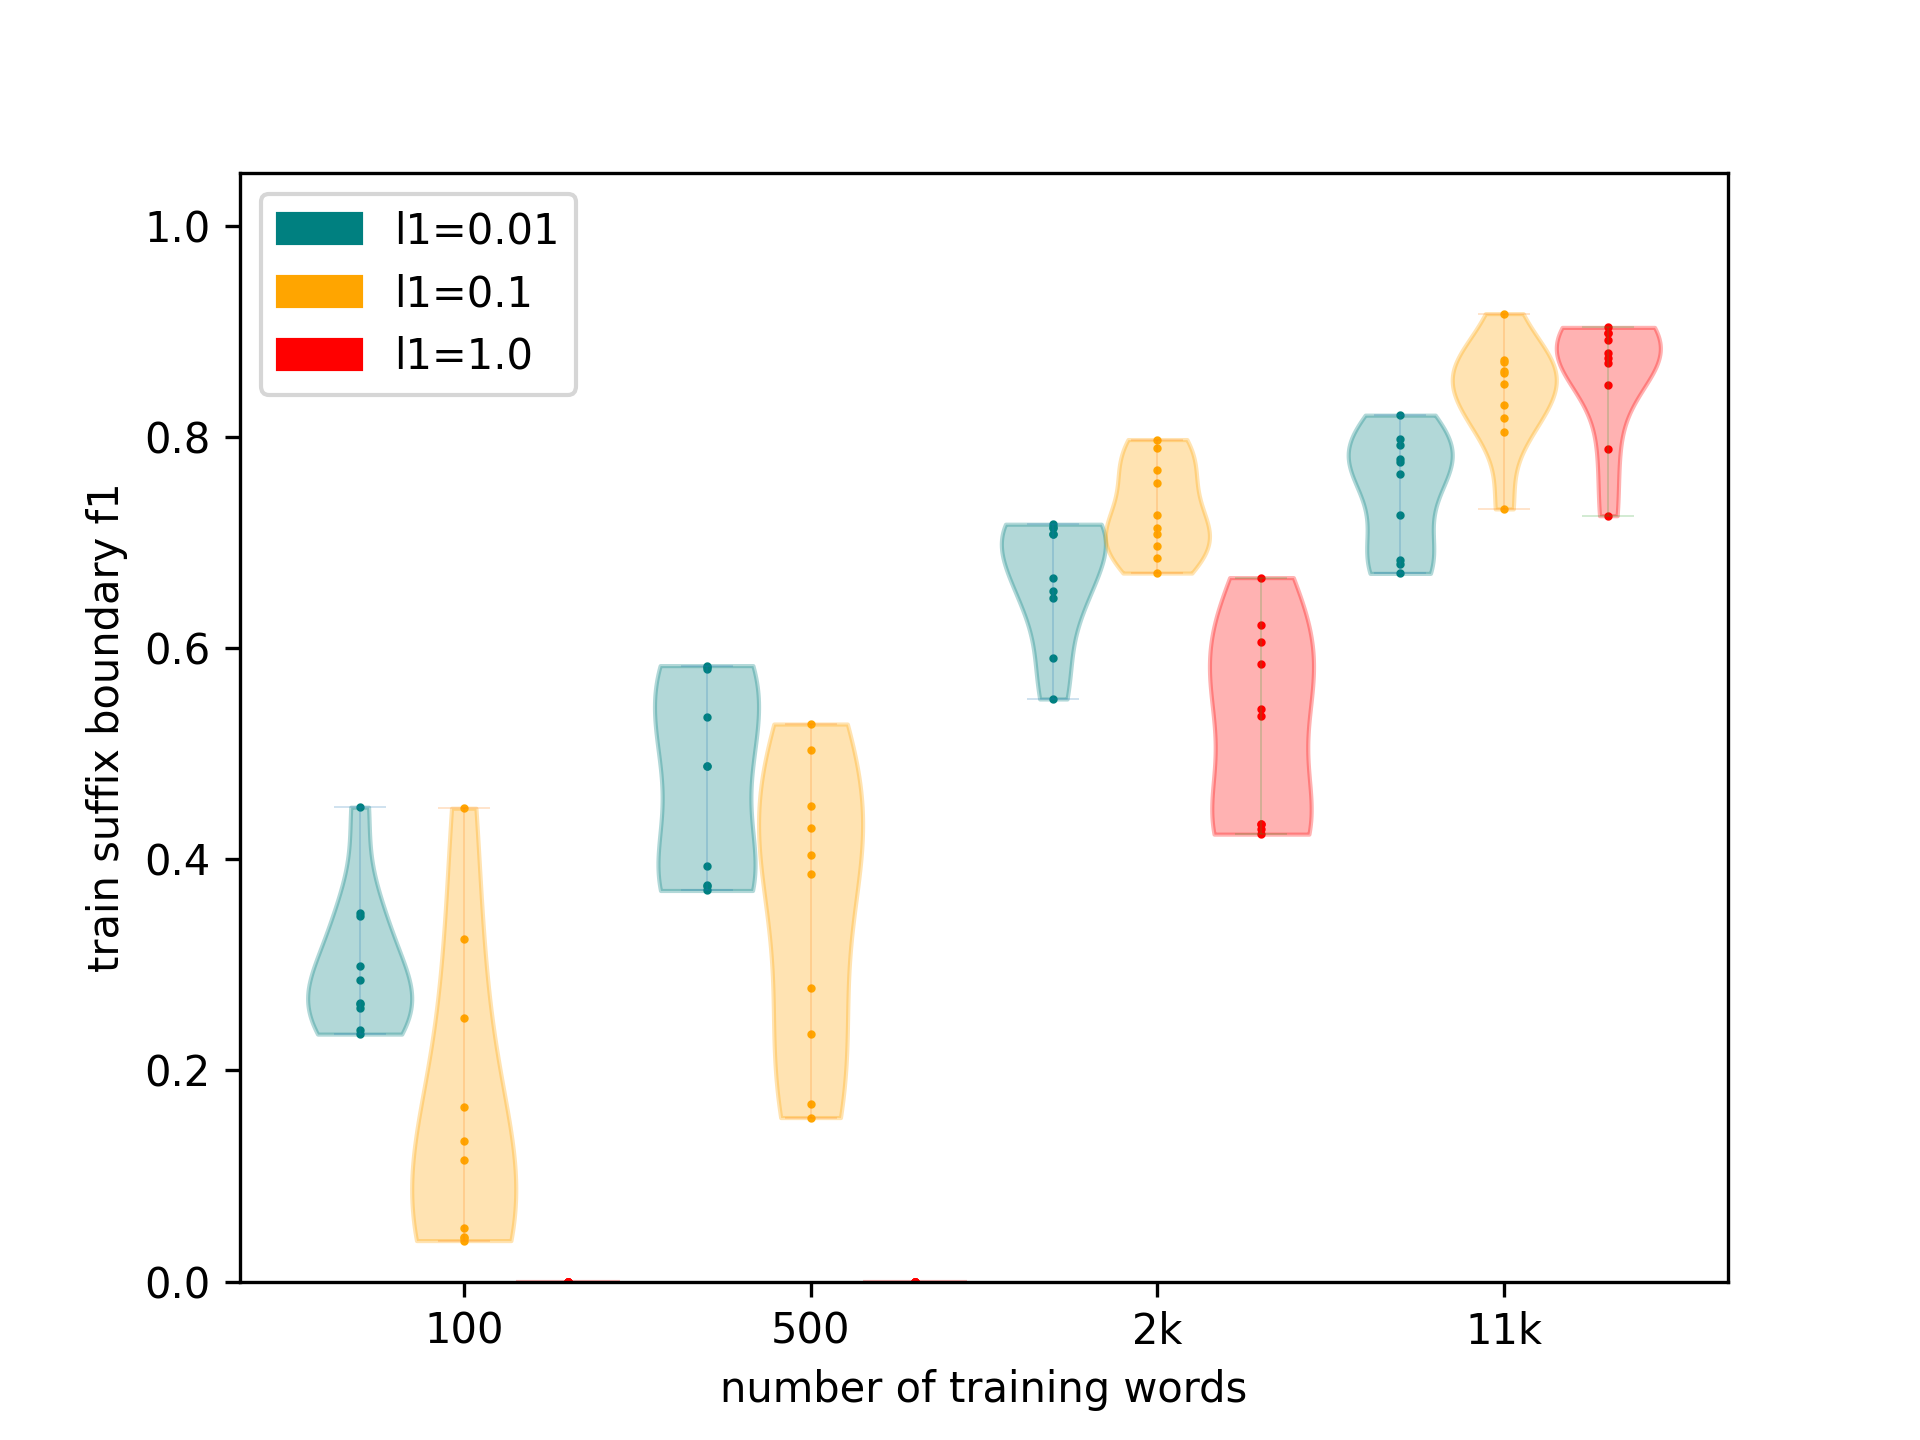 l1=0.01
l1=0.1
l1=1.0
train suffix boundary f1
1.0
0.8
0.6
0.4
0.2
0.0
100 500 2k 11k
number of training words